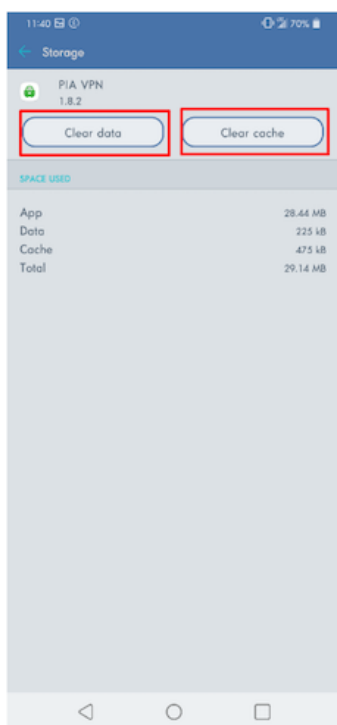 11:40 70%
Storage
PIA VPN
1.8.2
Clear data Clear cache
SPACE USED
App 28.44 MB
Data 225 kB
Cache 475 kB
Total 29.14 MB